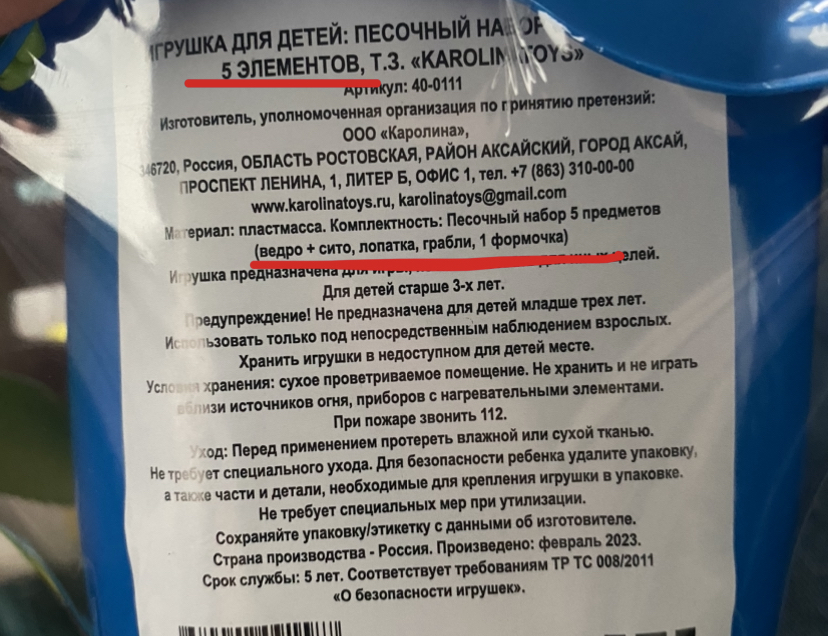 ИГРУШКА ДЛЯ ДЕТЕЙ: ПЕСОЧНЫЙ НАБОР
5 ЭЛЕМЕНТОВ, Т.З. «KAROLINA TOYS»
Артикул: 40-0111
Изготовитель, уполномоченная организация по принятию претензий:
ООО «Каролина»,
346720, Россия, ОБЛАСТЬ РОСТОВСКАЯ, РАЙОН АКСАЙСКИЙ, ГОРОД АКСАЙ,
ПРОСПЕКТ ЛЕНИНА, 1, ЛИТЕР Б, ОФИС 1, тел. +7 (863) 310-00-00
www.karolinatoys.ru, karolinatoys@gmail.com
Материал: пластмасса. Комплектность: Песочный набор 5 предметов
(ведро + сито, лопатка, грабли, 1 формочка)
Игрушка предназначена для игры, целей.
Для детей старше 3-х лет.
Предупреждение! Не предназначена для детей младше трех лет.
Использовать только под непосредственным наблюдением взрослых.
Хранить игрушки в недоступном для детей месте.
Условия хранения: сухое проветриваемое помещение. Не хранить и не играть
вблизи источников огня, приборов с нагревательными элементами.
При пожаре звонить 112.
Уход: Перед применением протереть влажной или сухой тканью.
Не требует специального ухода. Для безопасности ребенка удалите упаковку,
а также части и детали, необходимые для крепления игрушки в упаковке.
Не требует специальных мер при утилизации.
Сохраняйте упаковку/этикетку с данными об изготовителе.
Страна производства - Россия. Произведено: февраль 2023.
Срок службы: 5 лет. Соответствует требованиям ТР ТС 008/2011
«О безопасности игрушек».